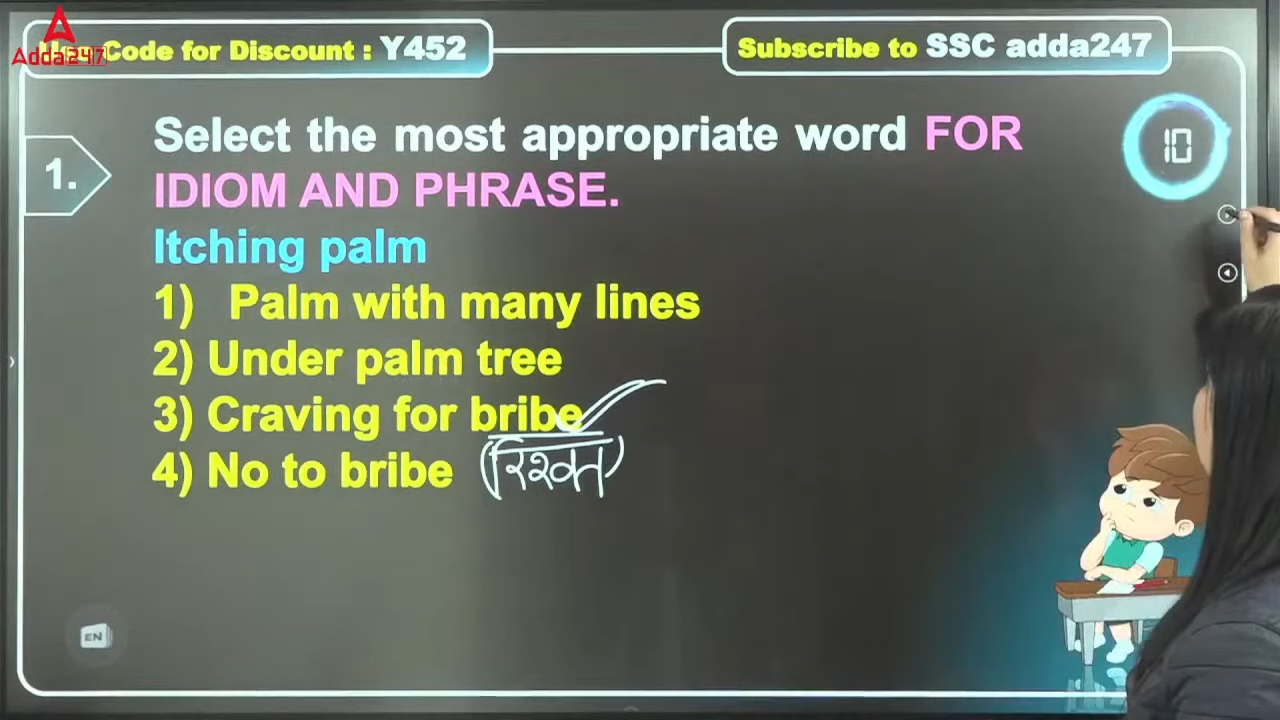 Code for Discount : Y452
Adda247
Subscribe to SSC adda247
10
1.
Select the most appropriate word FOR
IDIOM AND PHRASE.
Itching palm
1) Palm with many lines
2) Under palm tree
3) Craving for bribe
4) No to bribe (रिश्वत)
EN